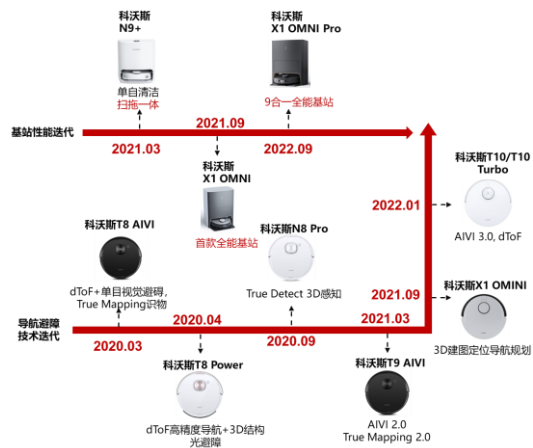 科沃斯
N9+
单自清洁
扫拖一体
科沃斯
X1 OMNI Pro
9合一全能基站
基站性能迭代
2021.03
2021.09
2022.09
科沃斯
X1 OMNI
首款全能基站
科沃斯T10/T10
Turbo
2022.01
AIVI 3.0, dToF
科沃斯T8 AIVI
dToF+单目视觉避碍，
True Mapping识物
科沃斯N8 Pro
True Detect 3D感知
2021.09
科沃斯X1 OMINI
3D建图定位导航规划
导航避障
技术迭代
2020.03
2020.04
2020.09
2021.03
科沃斯T8 Power
dToF高精度导航+3D结构
光避障
科沃斯T9 AIVI
AIVI 2.0
True Mapping 2.0